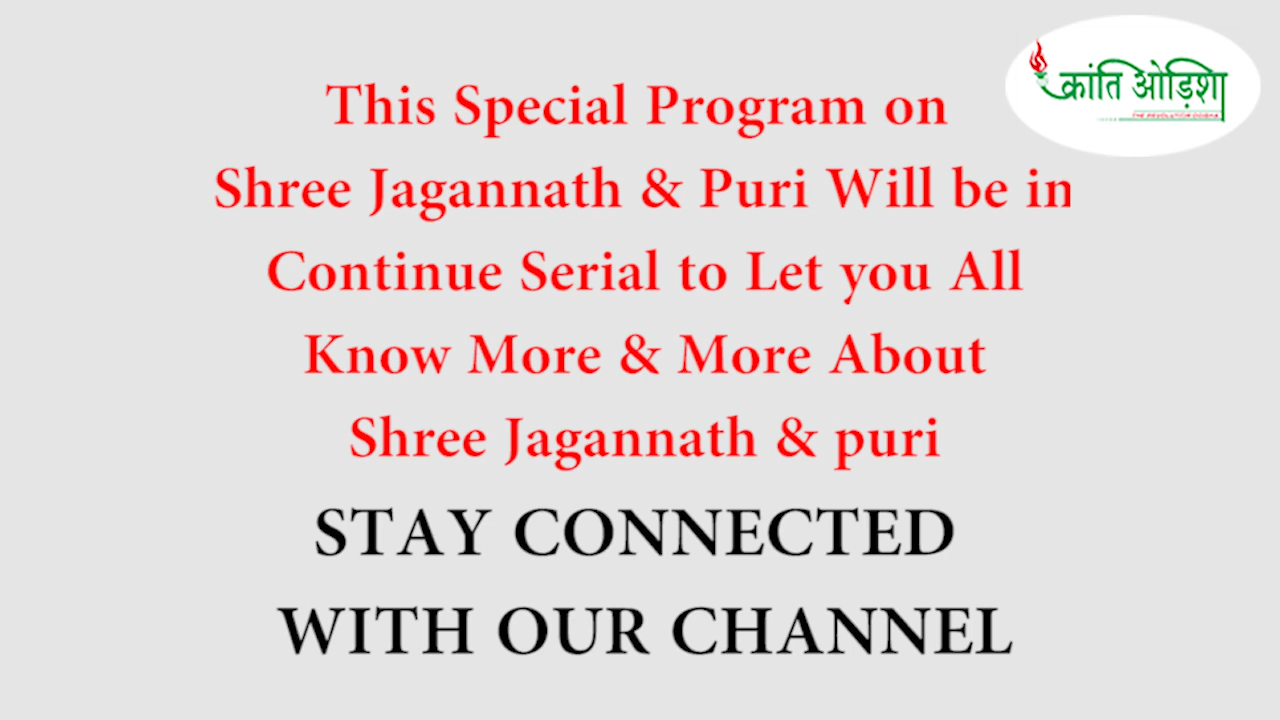 This Special Program on
Shree Jagannath & Puri Will be in
Continue Serial to Let you All
Know More & More About
Shree Jagannath & puri
STAY CONNECTED
WITH OUR CHANNEL
क्रांति ओड़िशा